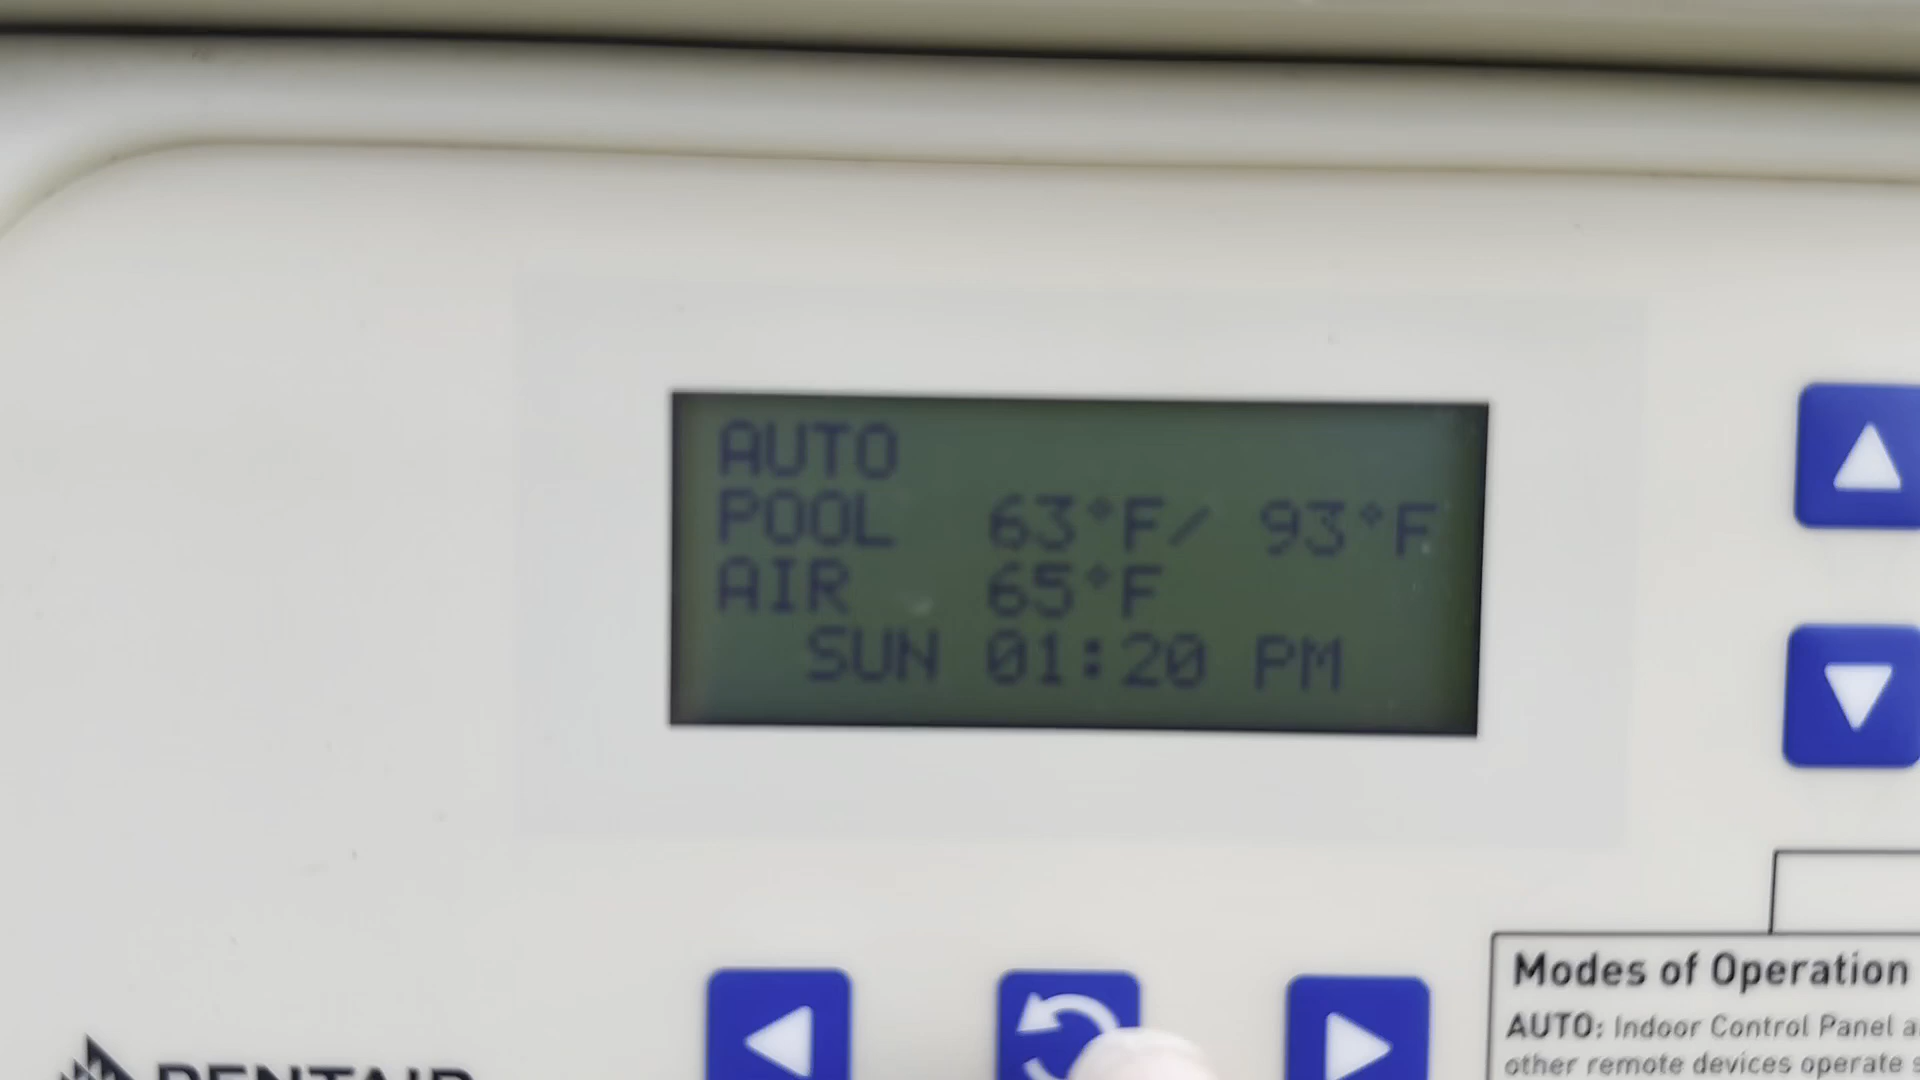 AUTO
POOL 63°F/ 93°F
AIR 65°F
SUN 01:20 PM
Modes of Operation
AUTO: Indoor Control Panel
other remote devices operate
PENTAIR